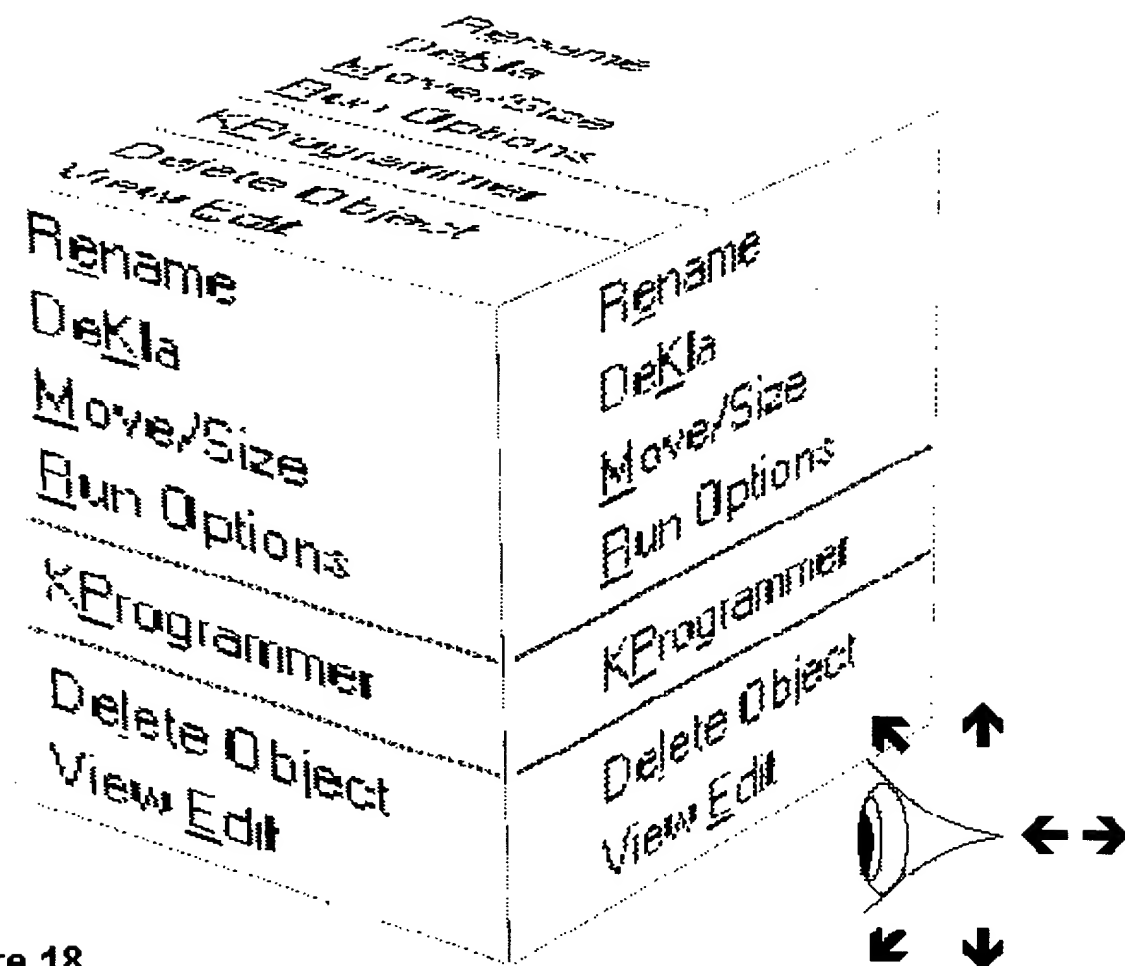 Rename
DeKla
Move/Size
Run Options
KProgrammer
Delete Object
View Edit
Rename
DeKla
Move/Size
Run Options
KProgrammer
Delete Object
View Edit
Rename
DeKla
Move/Size
Run Options
KProgrammer
Delete Object
View Edit
re 18